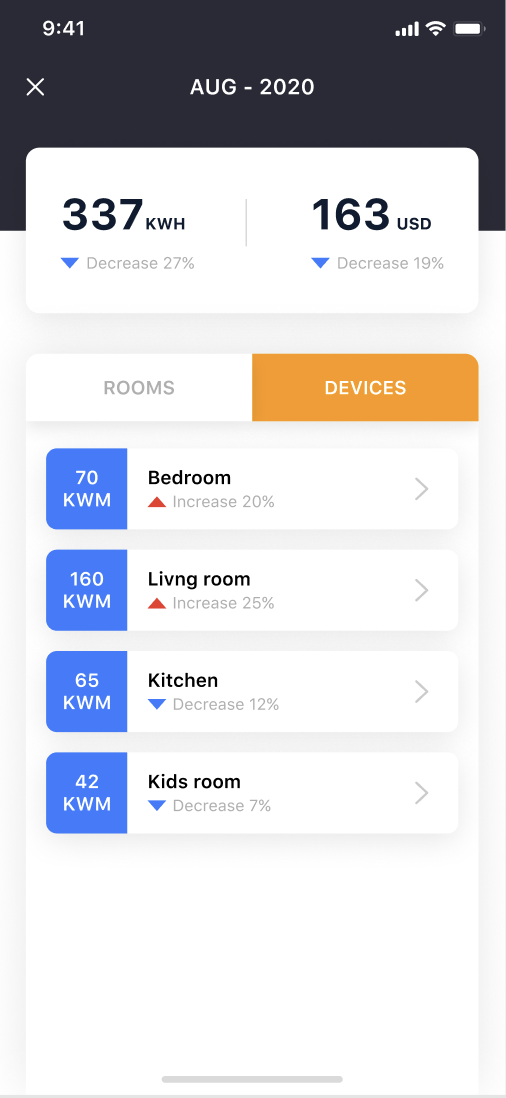 9:41
AUG - 2020
337 KWH
163 USD
Decrease 27%
Decrease 19%
ROOMS
DEVICES
70
KWM
Bedroom
Increase 20%
160
KWM
Livng room
Increase 25%
65
KWM
Kitchen
Decrease 12%
42
KWM
Kids room
Decrease 7%